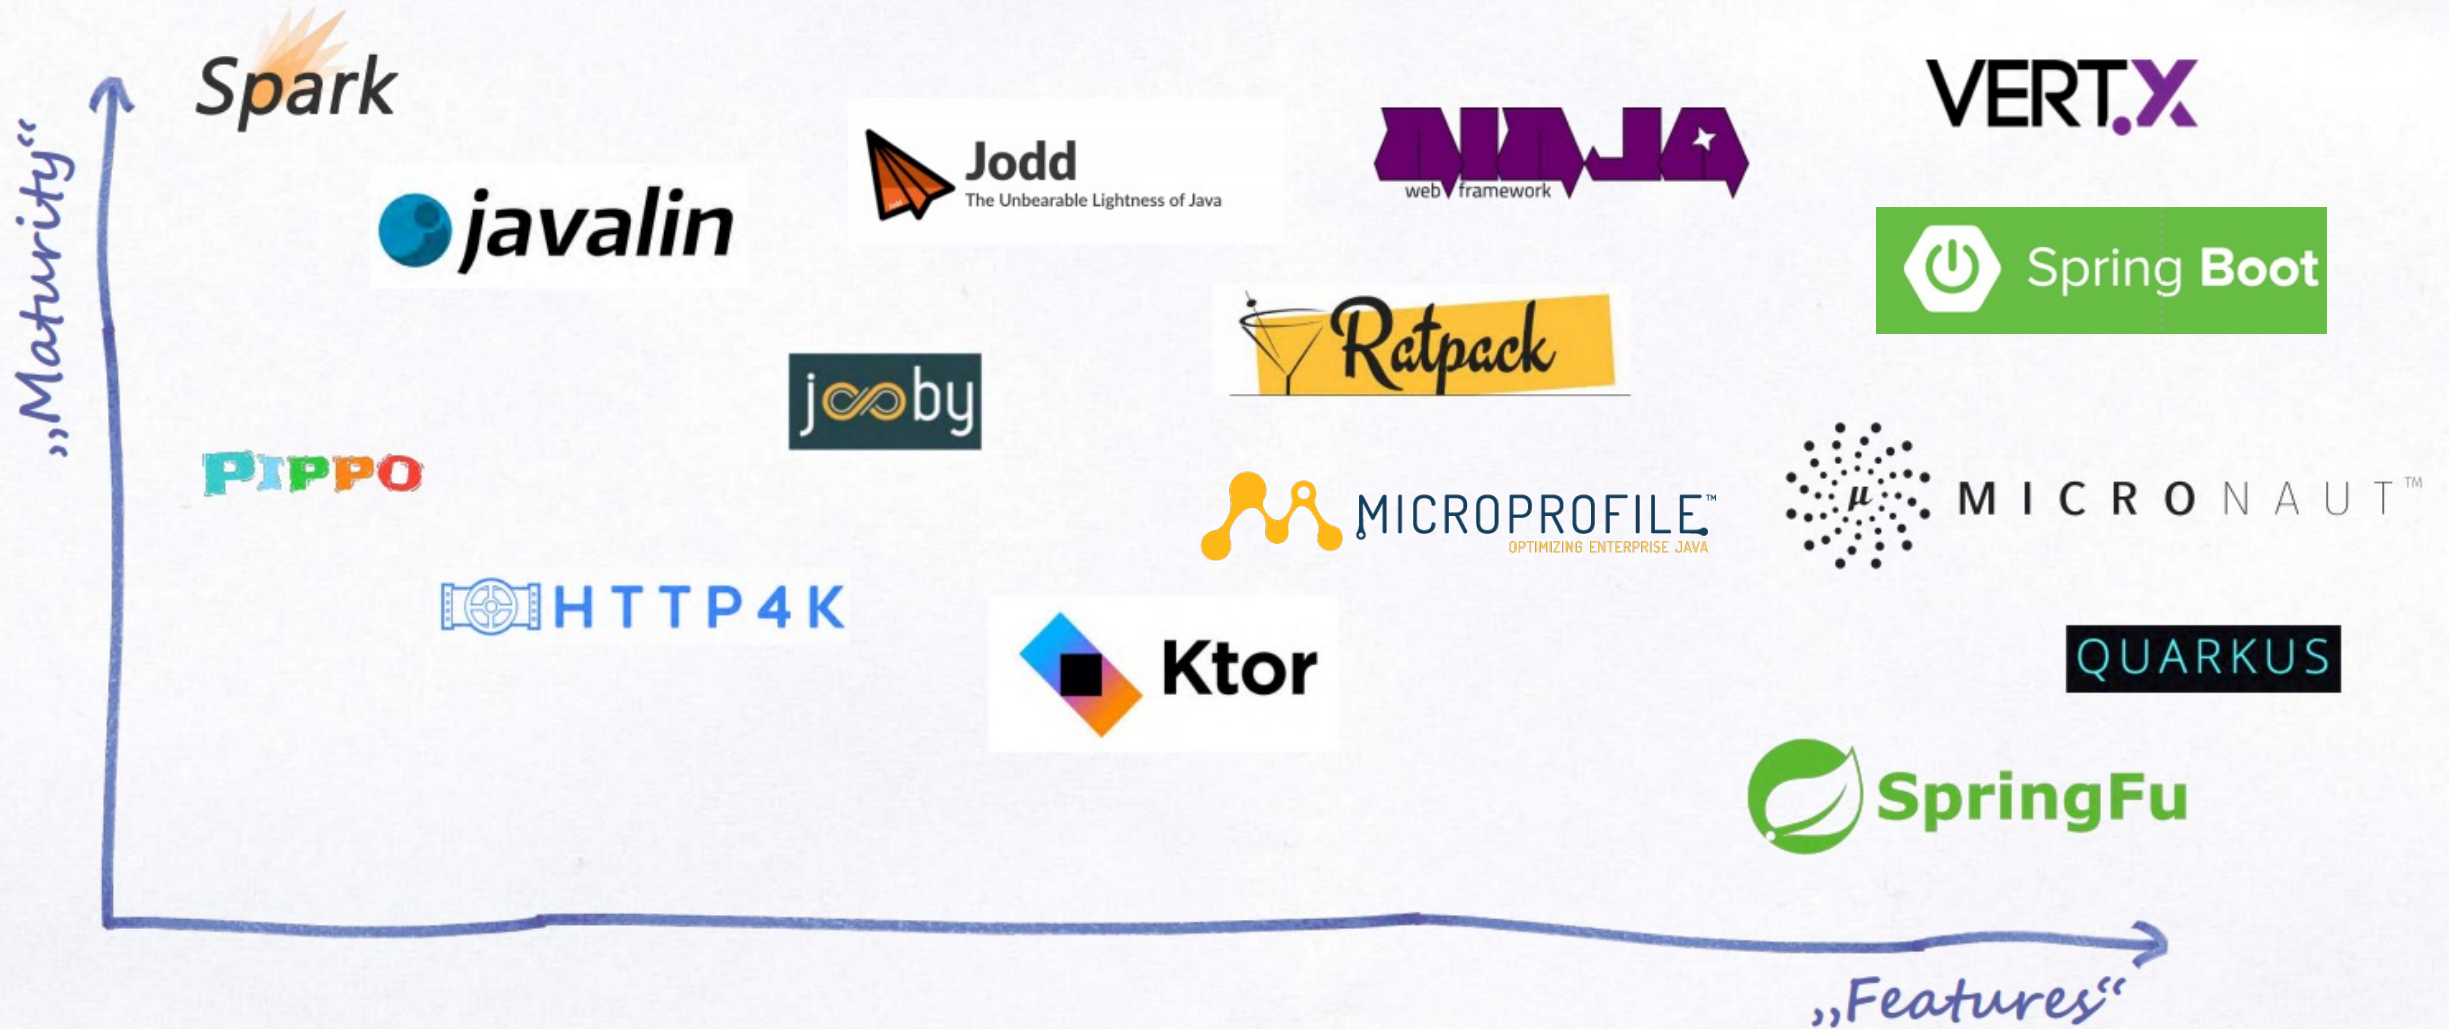 Spark
„Maturity“
javalin
Jodd
The Unbearable Lightness of Java
NINJA
web framework
VERT.X
Spring Boot
Ratpack
jooby
PIPPO
MICROPROFILE™
OPTIMIZING ENTERPRISE JAVA
µ MICRONAUT™
HTTP4K
Ktor
QUARKUS
SpringFu
„Features“